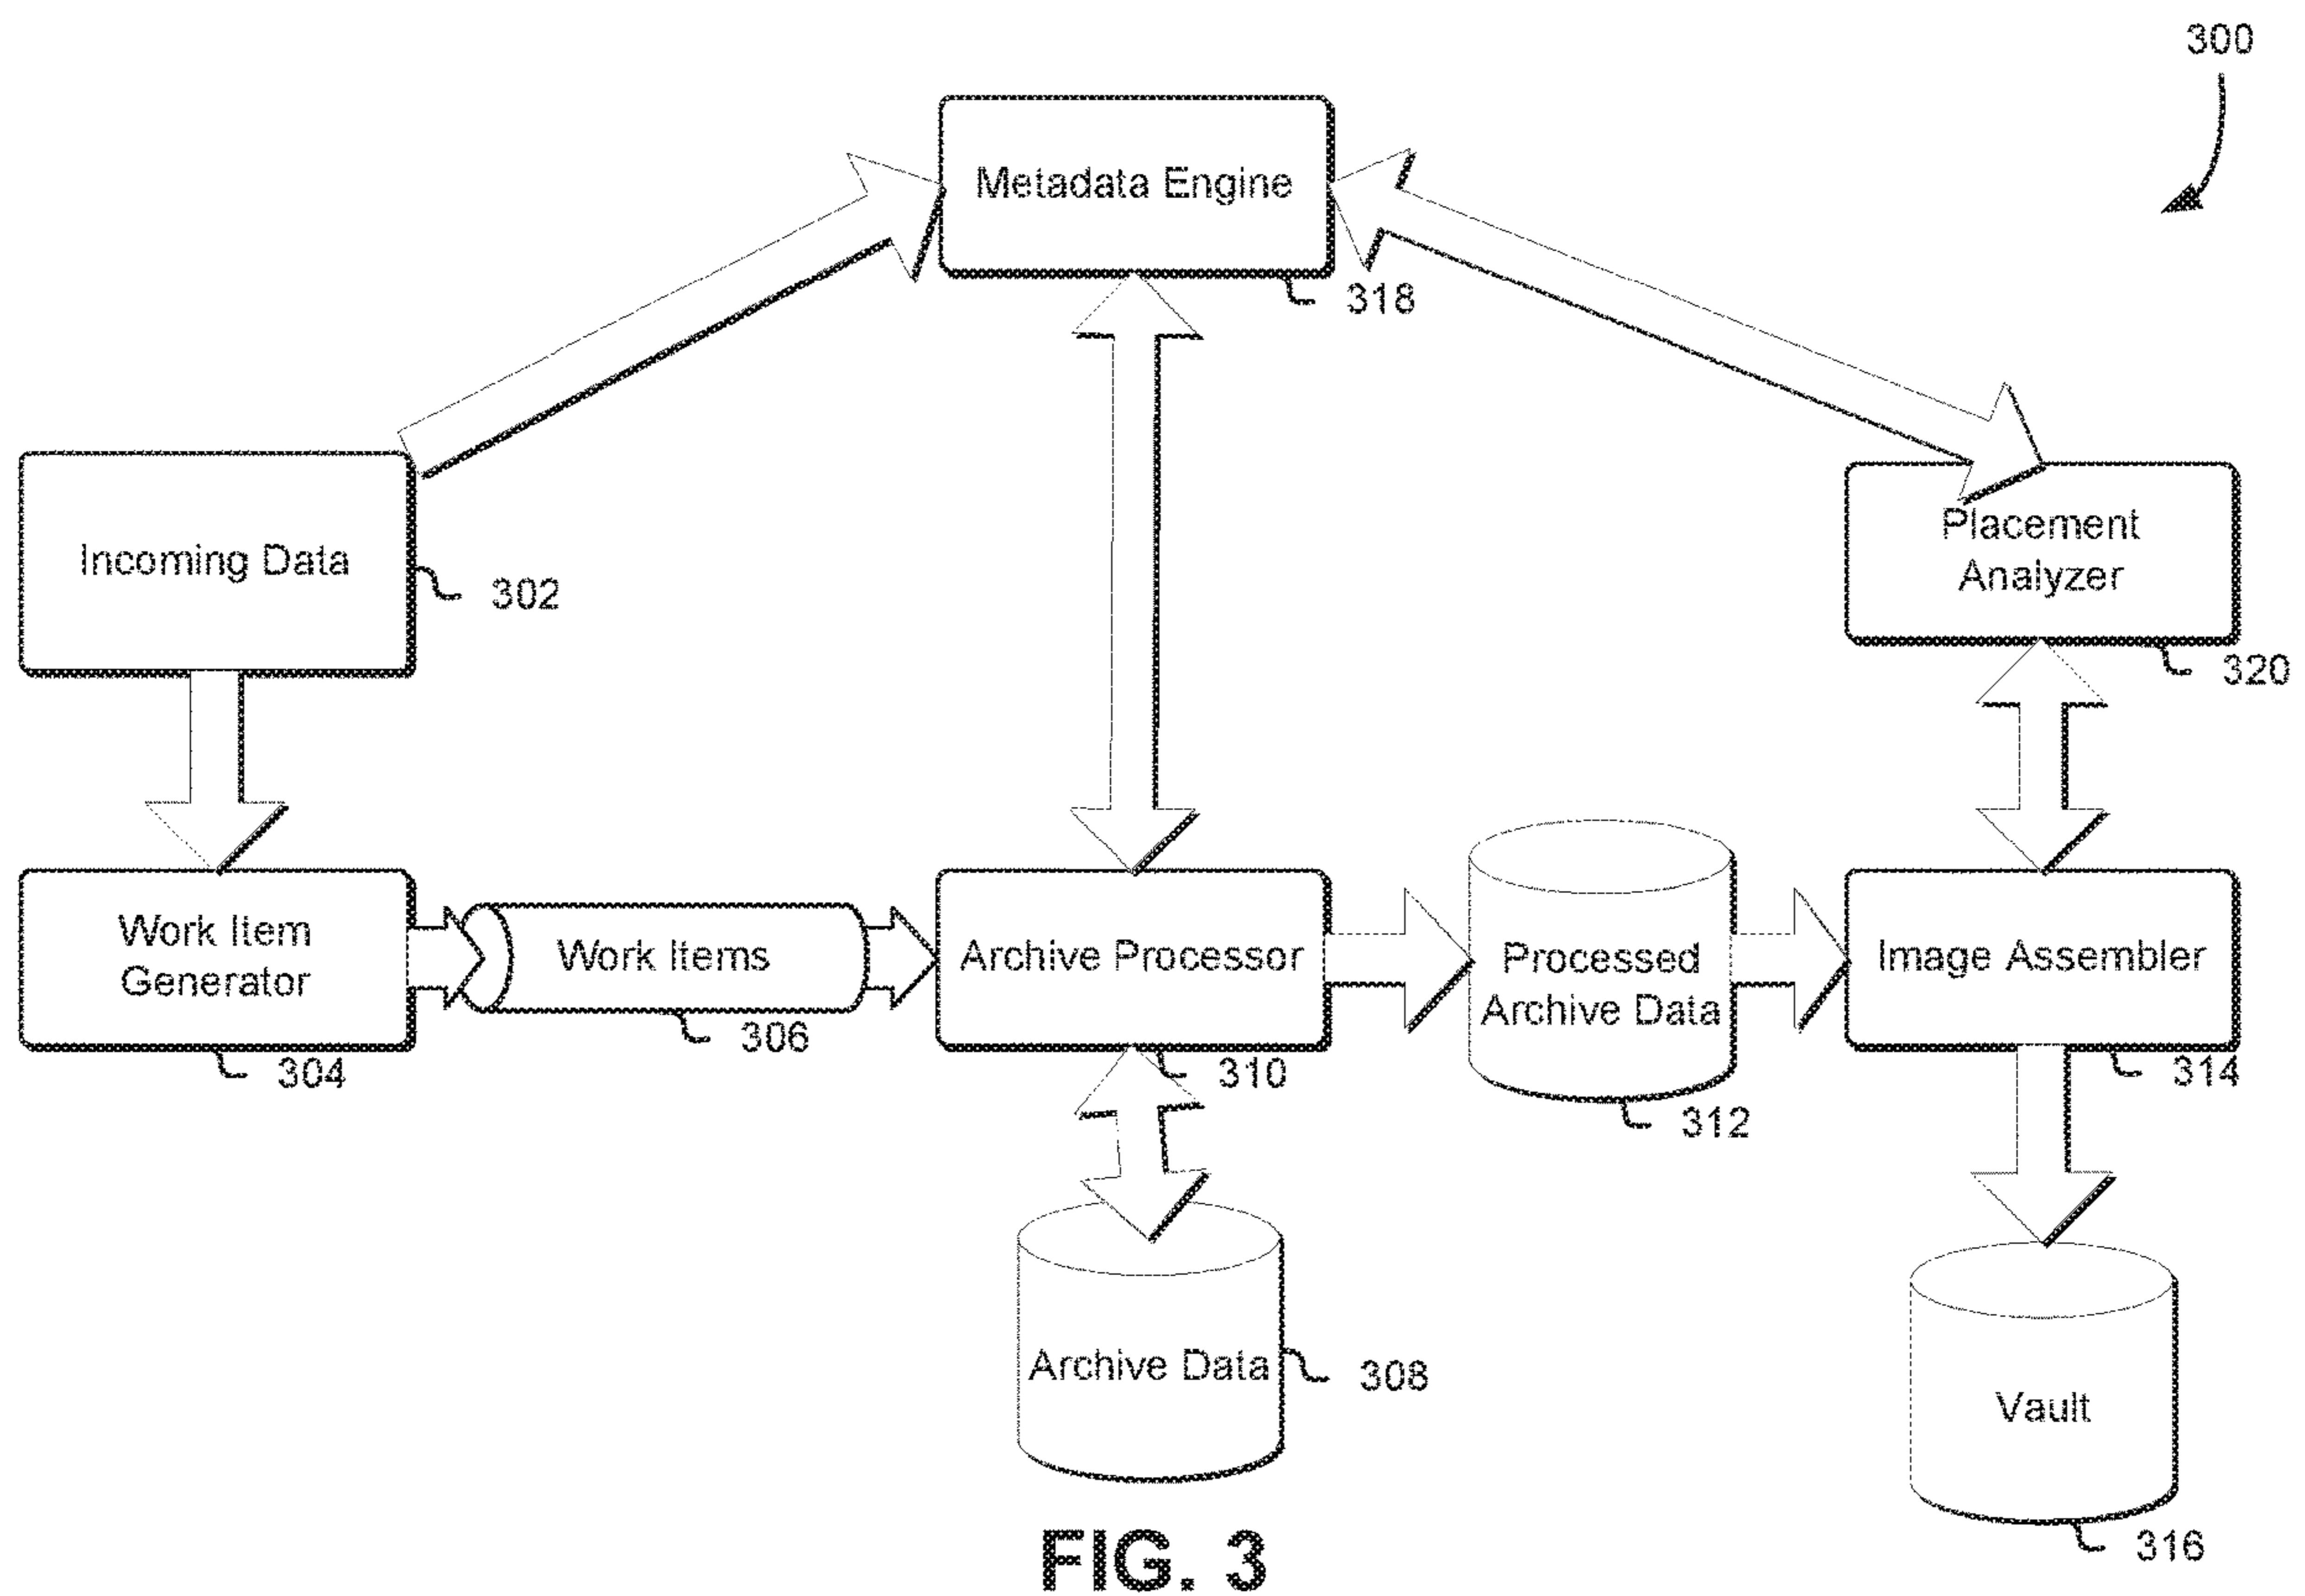 300
Metadata Engine
318
Incoming Data
302
Placement
Analyzer
320
Work Item
Generator
304
Work Items
306
Archive Processor
310
Processed
Archive Data
312
Image Assembler
314
Archive Data
308
Vault
316
FIG. 3